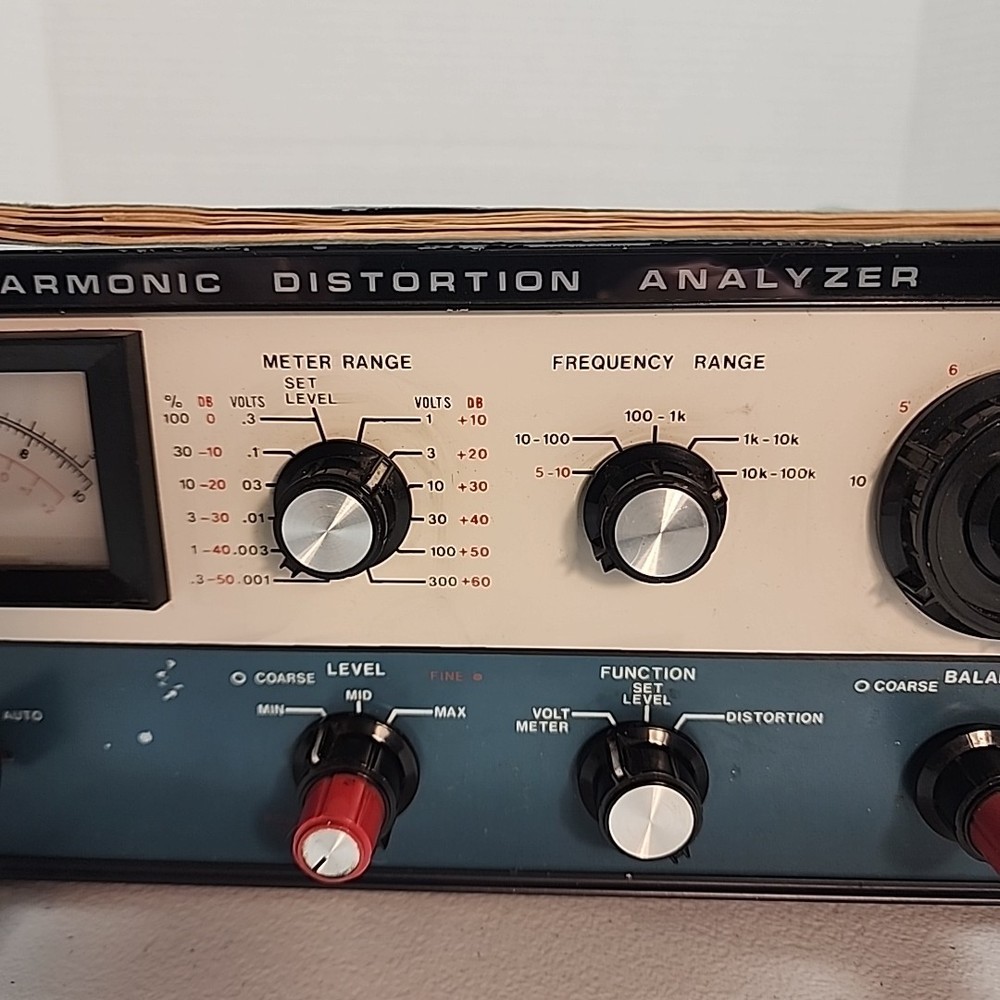 ARMONIC DISTORTION ANALYZER
METER RANGE
SET
LEVEL
% DB VOLTS
VOLTS DB
100 0 .3
1 +10
30 -10 .1
3 +20
10 -20 03
10 +30
3 -30 .01
30 +40
1 -40 .003
100 +50
.3 -50 .001
300 +60
FREQUENCY RANGE
100 - 1k
10 - 100
1k - 10k
5 - 10
10k - 100k
6
5
10
8
10
AUTO
COARSE LEVEL FINE
MIN MID MAX
FUNCTION
SET
LEVEL
VOLT
METER
DISTORTION
COARSE BALA